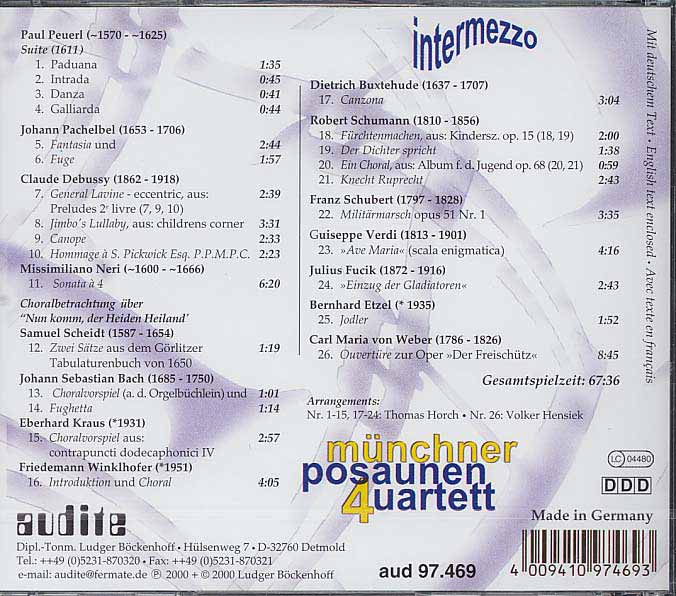 Paul Peuerl (~1570 - ~1625)
Suite (1611)
1. Paduana 1:35
2. Intrada 0:45
3. Danza 0:41
4. Galliarda 0:44
Johann Pachelbel (1653 - 1706)
5. Fantasia und 2:44
6. Fuge 1:57
Claude Debussy (1862 - 1918)
7. General Lavine - eccentric, aus: 2:39
Preludes 2e livre (7, 9, 10)
8. Jimbo's Lullaby, aus: childrens corner 3:31
9. Canope 2:33
10. Hommage à S. Pickwick Esq. P.P.M.P.C. 2:23
Missimiliano Neri (~1600 - ~1666)
11. Sonata à 4 6:20
Choralbetrachtung über
"Nun komm, der Heiden Heiland'
Samuel Scheidt (1587 - 1654)
12. Zwei Sätze aus dem Görlitzer 1:19
Tabulaturenbuch von 1650
Johann Sebastian Bach (1685 - 1750)
13. Choralvorspiel (a. d. Orgelbüchlein) und 1:01
14. Fughetta 1:14
Eberhard Kraus (*1931)
15. Choralvorspiel aus: 2:57
contrapuncti dodecaphonici IV
Friedemann Winklhofer (*1951)
16. Introduktion und Choral 4:05
audite
Dipl.-Tonm. Ludger Böckenhoff • Hülsenweg 7 • D-32760 Detmold
Tel.: ++49 (0)5231-870320 • Fax: ++49 (0)5231-870321
e-mail: audite@fermate.de ℗ 2000 + © 2000 Ludger Böckenhoff
intermezzo
Dietrich Buxtehude (1637 - 1707)
17. Canzona 3:04
Robert Schumann (1810 - 1856)
18. Fürchtenmachen, aus: Kindersz. op. 15 (18, 19) 2:00
19. Der Dichter spricht 1:38
20. Ein Choral, aus: Album f. d. Jugend op. 68 (20, 21) 0:59
21. Knecht Ruprecht 2:43
Franz Schubert (1797 - 1828)
22. Militärmarsch opus 51 Nr. 1 3:35
Guiseppe Verdi (1813 - 1901)
23. »Ave Maria« (scala enigmatica) 4:16
Julius Fucik (1872 - 1916)
24. »Einzug der Gladiatoren« 2:43
Bernhard Etzel (* 1935)
25. Jodler 1:52
Carl Maria von Weber (1786 - 1826)
26. Ouvertüre zur Oper »Der Freischütz« 8:45
Gesamtspielzeit: 67:36
Arrangements:
Nr. 1-15, 17-24: Thomas Horch • Nr. 26: Volker Hensiek
münchner
posaunen
4uartett
aud 97.469
LC 04480
DDD
Made in Germany
4 009410 974693
Mit deutschem Text • English text enclosed • Avec texte en français